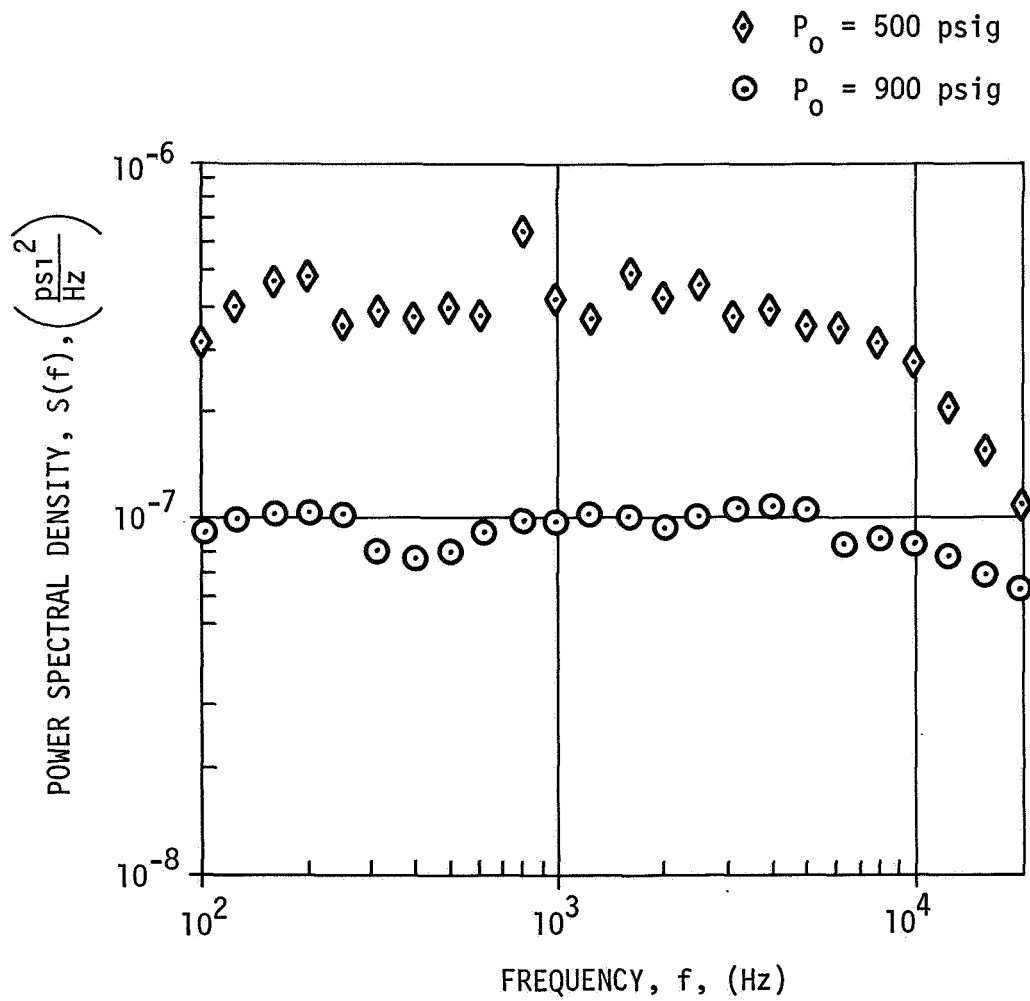 P₀ = 500 psig
P₀ = 900 psig
10⁻⁶
10⁻⁷
10⁻⁸
POWER SPECTRAL DENSITY, S(f), (psı²/Hz)
10²
10³
10⁴
FREQUENCY, f, (Hz)